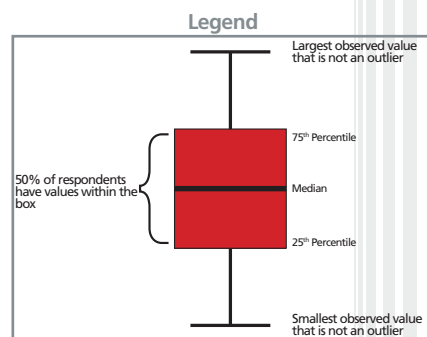 Legend
Largest observed value
that is not an outlier
75th Percentile
50% of respondents
have values within the
box
Median
25th Percentile
Smallest observed value
that is not an outlier